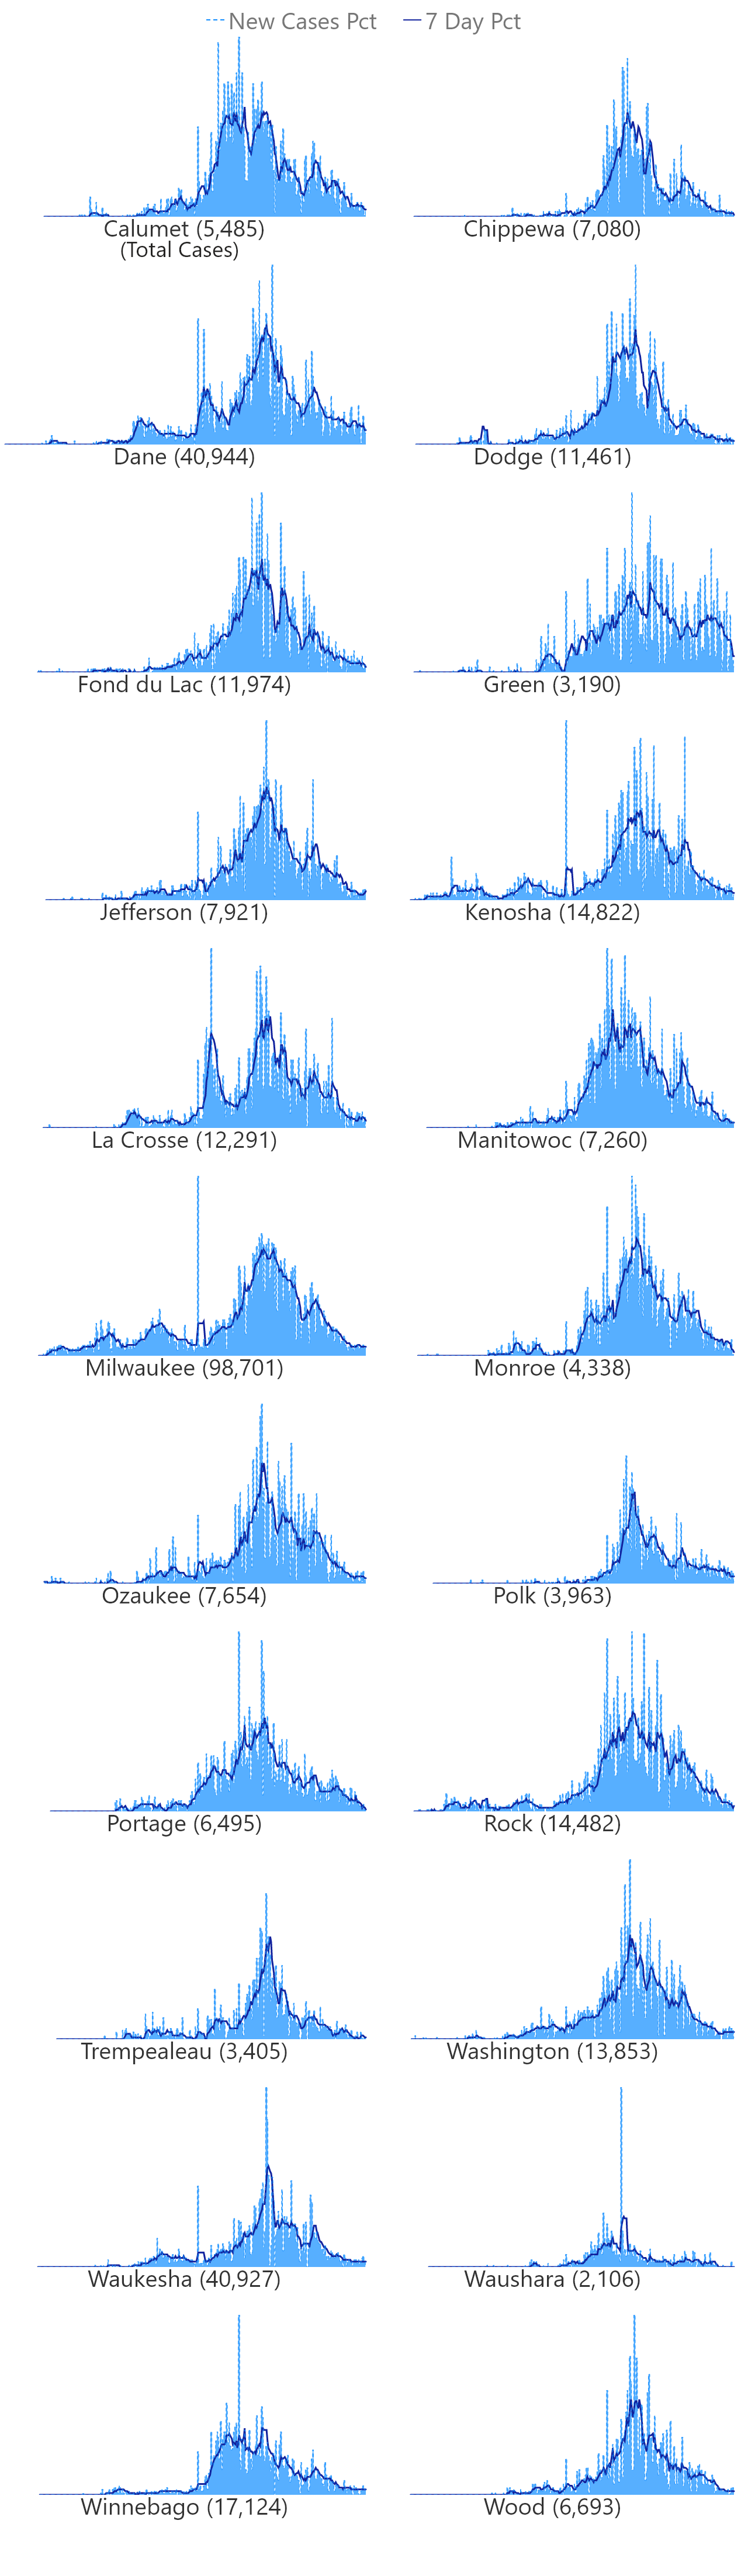 New Cases Pct 7 Day Pct
Calumet (5,485)
(Total Cases)
Chippewa (7,080)
Dane (40,944)
Dodge (11,461)
Fond du Lac (11,974)
Green (3,190)
Jefferson (7,921)
Kenosha (14,822)
La Crosse (12,291)
Manitowoc (7,260)
Milwaukee (98,701)
Monroe (4,338)
Ozaukee (7,654)
Polk (3,963)
Portage (6,495)
Rock (14,482)
Trempealeau (3,405)
Washington (13,853)
Waukesha (40,927)
Waushara (2,106)
Winnebago (17,124)
Wood (6,693)